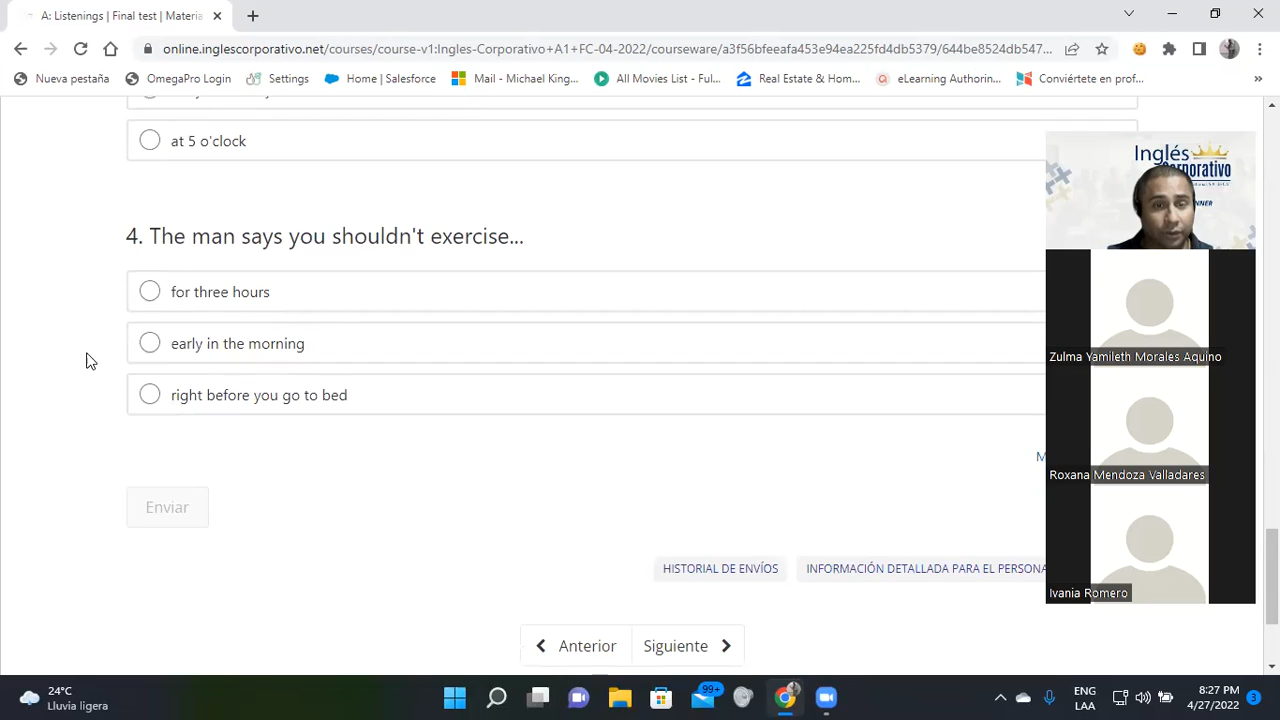 A: Listenings | Final test | Materia
online.inglescorporativo.net/courses/course-v1:Ingles-Corporativo+A1+FC-04-2022/courseware/a3f56bfeeafa453e94ea225fd4db5379/644be8524db547...
Nueva pestaña
OmegaPro Login
Settings
Home | Salesforce
Mail - Michael King...
All Movies List - Ful...
Real Estate & Hom...
eLearning Authorin...
Conviértete en prof...
»
at 5 o'clock
Inglés
Corporativo
4. The man says you shouldn't exercise...
for three hours
early in the morning
right before you go to bed
M
Zulma Yamileth Morales Aquino
Roxana Mendoza Valladares
Ivania Romero
Enviar
HISTORIAL DE ENVÍOS
INFORMACIÓN DETALLADA PARA EL PERSONA
Anterior
Siguiente
24°C
Lluvia ligera
99+
ENG
LAA
8:27 PM
4/27/2022
3